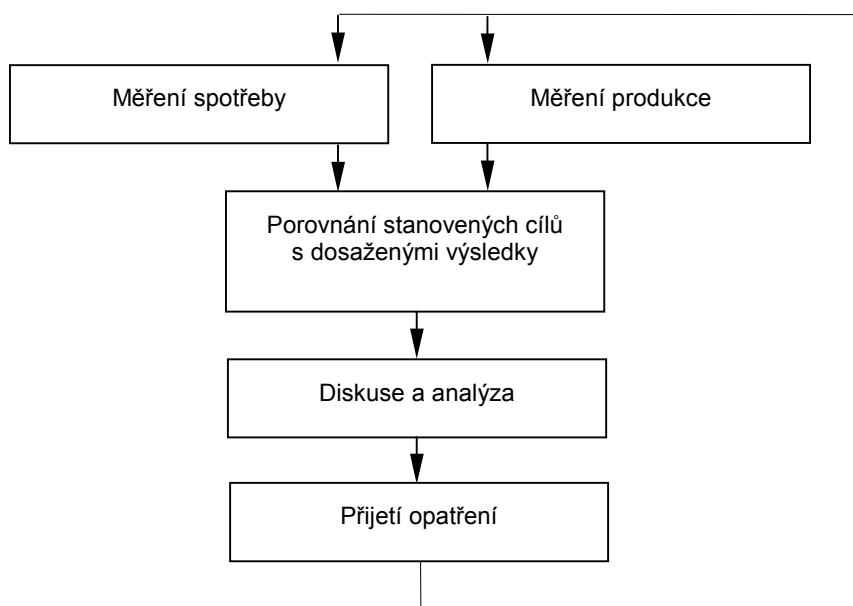 Měření spotřeby
Měření produkce
Porovnání stanovených cílů
s dosaženými výsledky
Diskuse a analýza
Přijetí opatření